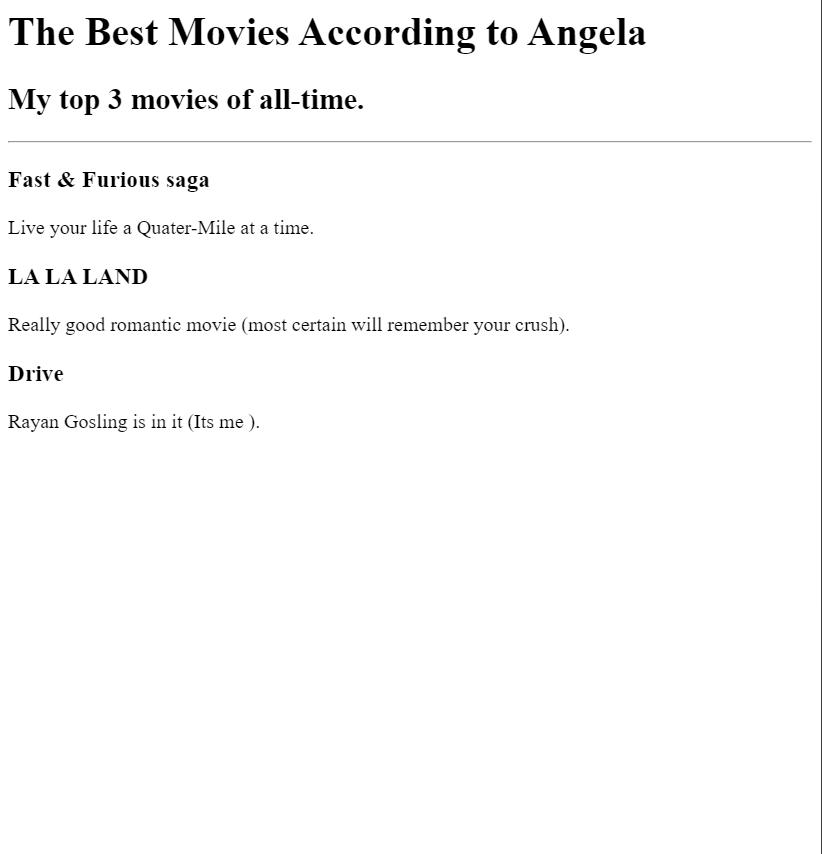 The Best Movies According to Angela
My top 3 movies of all-time.
Fast & Furious saga
Live your life a Quater-Mile at a time.
LA LA LAND
Really good romantic movie (most certain will remember your crush).
Drive
Rayan Gosling is in it (Its me ).